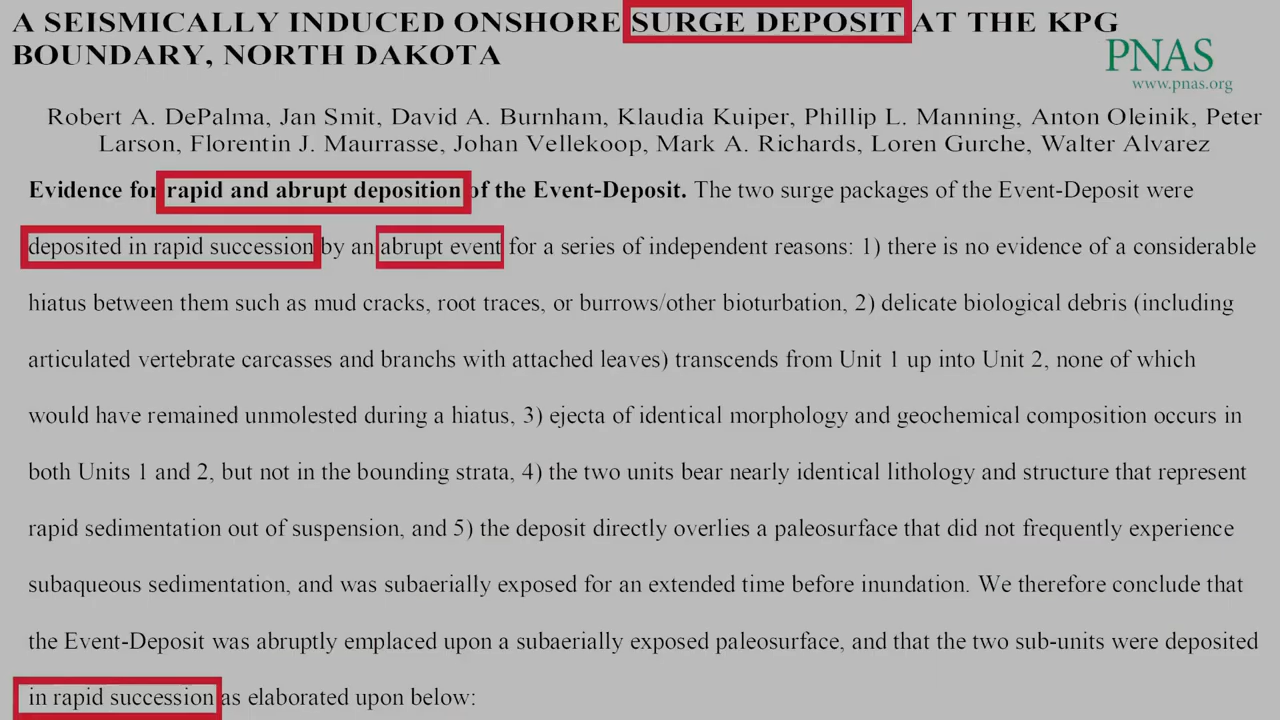 A SEISMICALLY INDUCED ONSHORE SURGE DEPOSIT AT THE KPG
BOUNDARY, NORTH DAKOTA
PNAS
www.pnas.org
Robert A. DePalma, Jan Smit, David A. Burnham, Klaudia Kuiper, Phillip L. Manning, Anton Oleinik, Peter
Larson, Florentin J. Maurrasse, Johan Vellekoop, Mark A. Richards, Loren Gurche, Walter Alvarez
Evidence for rapid and abrupt deposition of the Event-Deposit. The two surge packages of the Event-Deposit were
deposited in rapid succession by an abrupt event for a series of independent reasons: 1) there is no evidence of a considerable
hiatus between them such as mud cracks, root traces, or burrows/other bioturbation, 2) delicate biological debris (including
articulated vertebrate carcasses and branchs with attached leaves) transcends from Unit 1 up into Unit 2, none of which
would have remained unmolested during a hiatus, 3) ejecta of identical morphology and geochemical composition occurs in
both Units 1 and 2, but not in the bounding strata, 4) the two units bear nearly identical lithology and structure that represent
rapid sedimentation out of suspension, and 5) the deposit directly overlies a paleosurface that did not frequently experience
subaqueous sedimentation, and was subaerially exposed for an extended time before inundation. We therefore conclude that
the Event-Deposit was abruptly emplaced upon a subaerially exposed paleosurface, and that the two sub-units were deposited
in rapid succession as elaborated upon below: